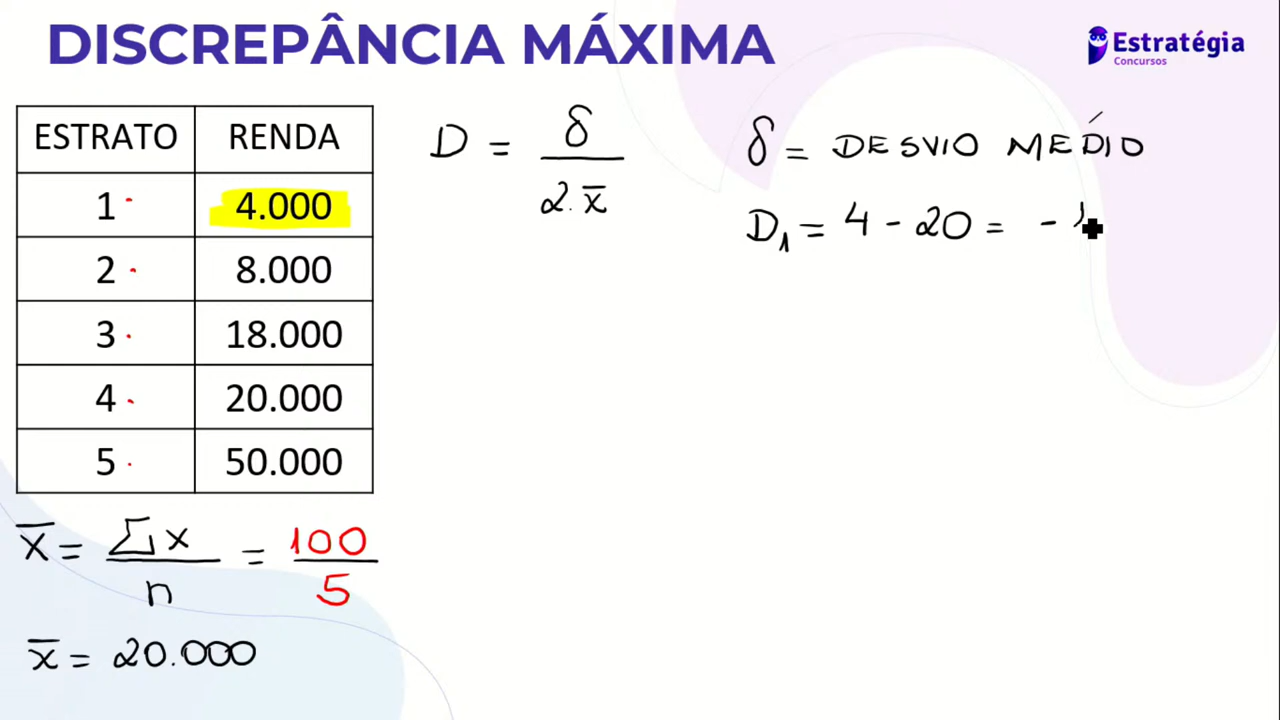 DISCREPÂNCIA MÁXIMA
Estratégia
Concursos
ESTRATO RENDA
1 4.000
2 8.000
3 18.000
4 20.000
5 50.000
D = δ / 2.x̅
δ = DESVIO MÉDIO
D₁ = 4 - 20 = -
x̅ = Σx / n = 100 / 5
x̅ = 20.000